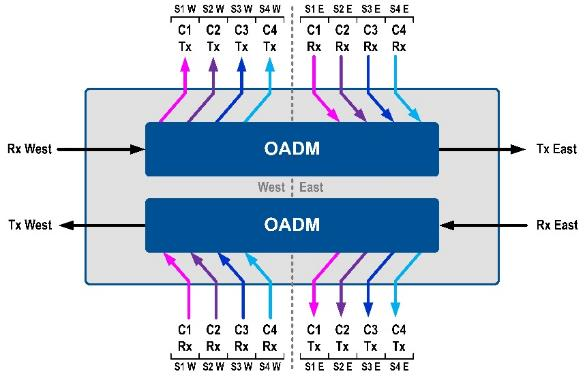 S1 W S2 W S3 W S4 W S1 E S2 E S3 E S4 E
C1 C2 C3 C4 C1 C2 C3 C4
Tx Tx Tx Tx Rx Rx Rx Rx
Rx West OADM Tx East
West East
Tx West OADM Rx East
C1 C2 C3 C4 C1 C2 C3 C4
Rx Rx Rx Rx Tx Tx Tx Tx
S1 W S2 W S3 W S4 W S1 E S2 E S3 E S4 E